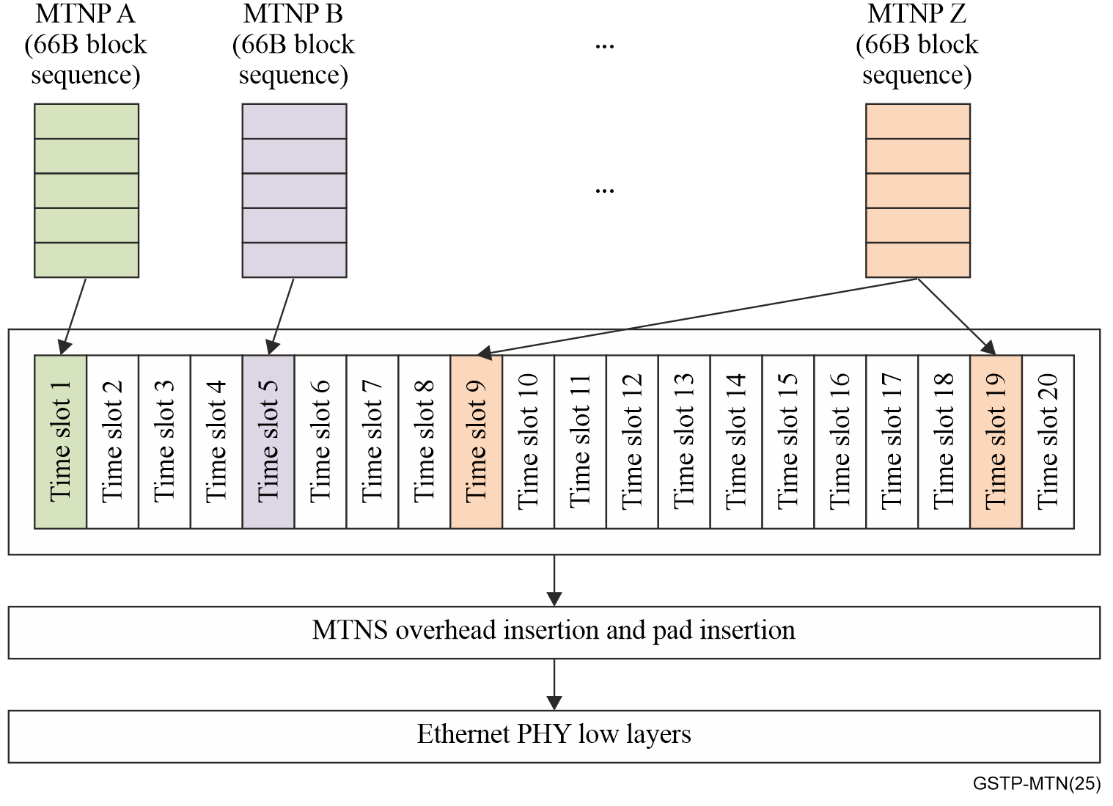 MTNP A
(66B block
sequence)
MTNP B
(66B block
sequence)
...
MTNP Z
(66B block
sequence)
...
Time slot 1
Time slot 2
Time slot 3
Time slot 4
Time slot 5
Time slot 6
Time slot 7
Time slot 8
Time slot 9
Time slot 10
Time slot 11
Time slot 12
Time slot 13
Time slot 14
Time slot 15
Time slot 16
Time slot 17
Time slot 18
Time slot 19
Time slot 20
MTNS overhead insertion and pad insertion
Ethernet PHY low layers
GSTP-MTN(25)